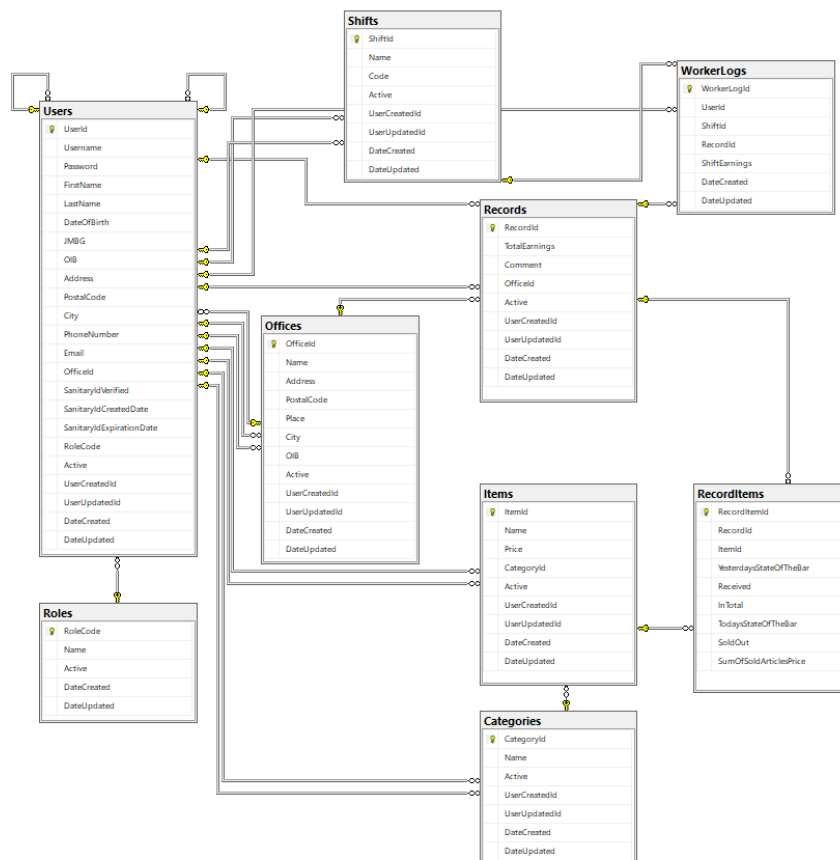 Shifts
ShiftId
Name
Code
Active
UserCreatedId
UserUpdatedId
DateCreated
DateUpdated
WorkerLogs
WorkerLogId
UserId
ShiftId
RecordId
ShiftEarnings
DateCreated
DateUpdated
Users
UserId
Username
Password
FirstName
LastName
DateOfBirth
JMBG
OIB
Address
PostalCode
City
PhoneNumber
Email
OfficeId
SanitaryIdVerified
SanitaryIdCreatedDate
SanitaryIdExpirationDate
RoleCode
Active
UserCreatedId
UserUpdatedId
DateCreated
DateUpdated
Records
RecordId
TotalEarnings
Comment
OfficeId
Active
UserCreatedId
UserUpdatedId
DateCreated
DateUpdated
Offices
OfficeId
Name
Address
PostalCode
Place
City
OIB
Active
UserCreatedId
UserUpdatedId
DateCreated
DateUpdated
Items
ItemId
Name
Price
CategoryId
Active
UserCreatedId
UserUpdatedId
DateCreated
DateUpdated
RecordItems
RecordItemId
RecordId
ItemId
YesterdaysStateOfTheBar
Received
InTotal
TodaysStateOfTheBar
SoldOut
SumOfSoldArticlesPrice
Roles
RoleCode
Name
Active
DateCreated
DateUpdated
Categories
CategoryId
Name
Active
UserCreatedId
UserUpdatedId
DateCreated
DateUpdated